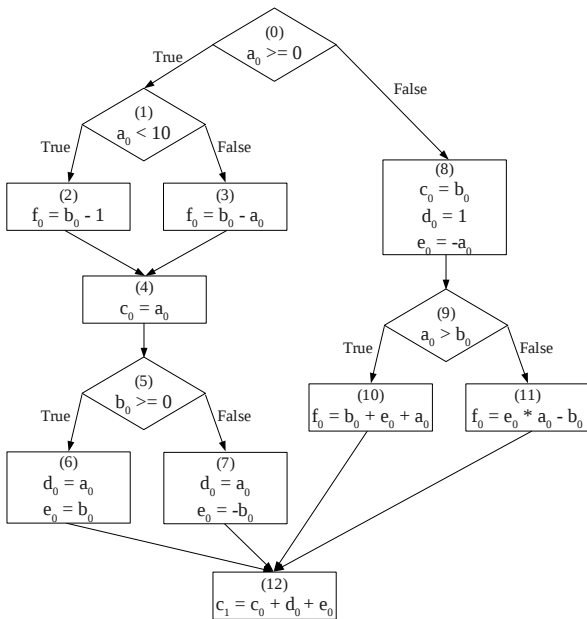 (0)
a₀ >= 0
True
False
(1)
a₀ < 10
True
False
(2)
f₀ = b₀ - 1
(3)
f₀ = b₀ - a₀
(4)
c₀ = a₀
(5)
b₀ >= 0
True
False
(6)
d₀ = a₀
e₀ = b₀
(7)
d₀ = a₀
e₀ = -b₀
(8)
c₀ = b₀
d₀ = 1
e₀ = -a₀
(9)
a₀ > b₀
True
False
(10)
f₀ = b₀ + e₀ + a₀
(11)
f₀ = e₀ * a₀ - b₀
(12)
c₁ = c₀ + d₀ + e₀